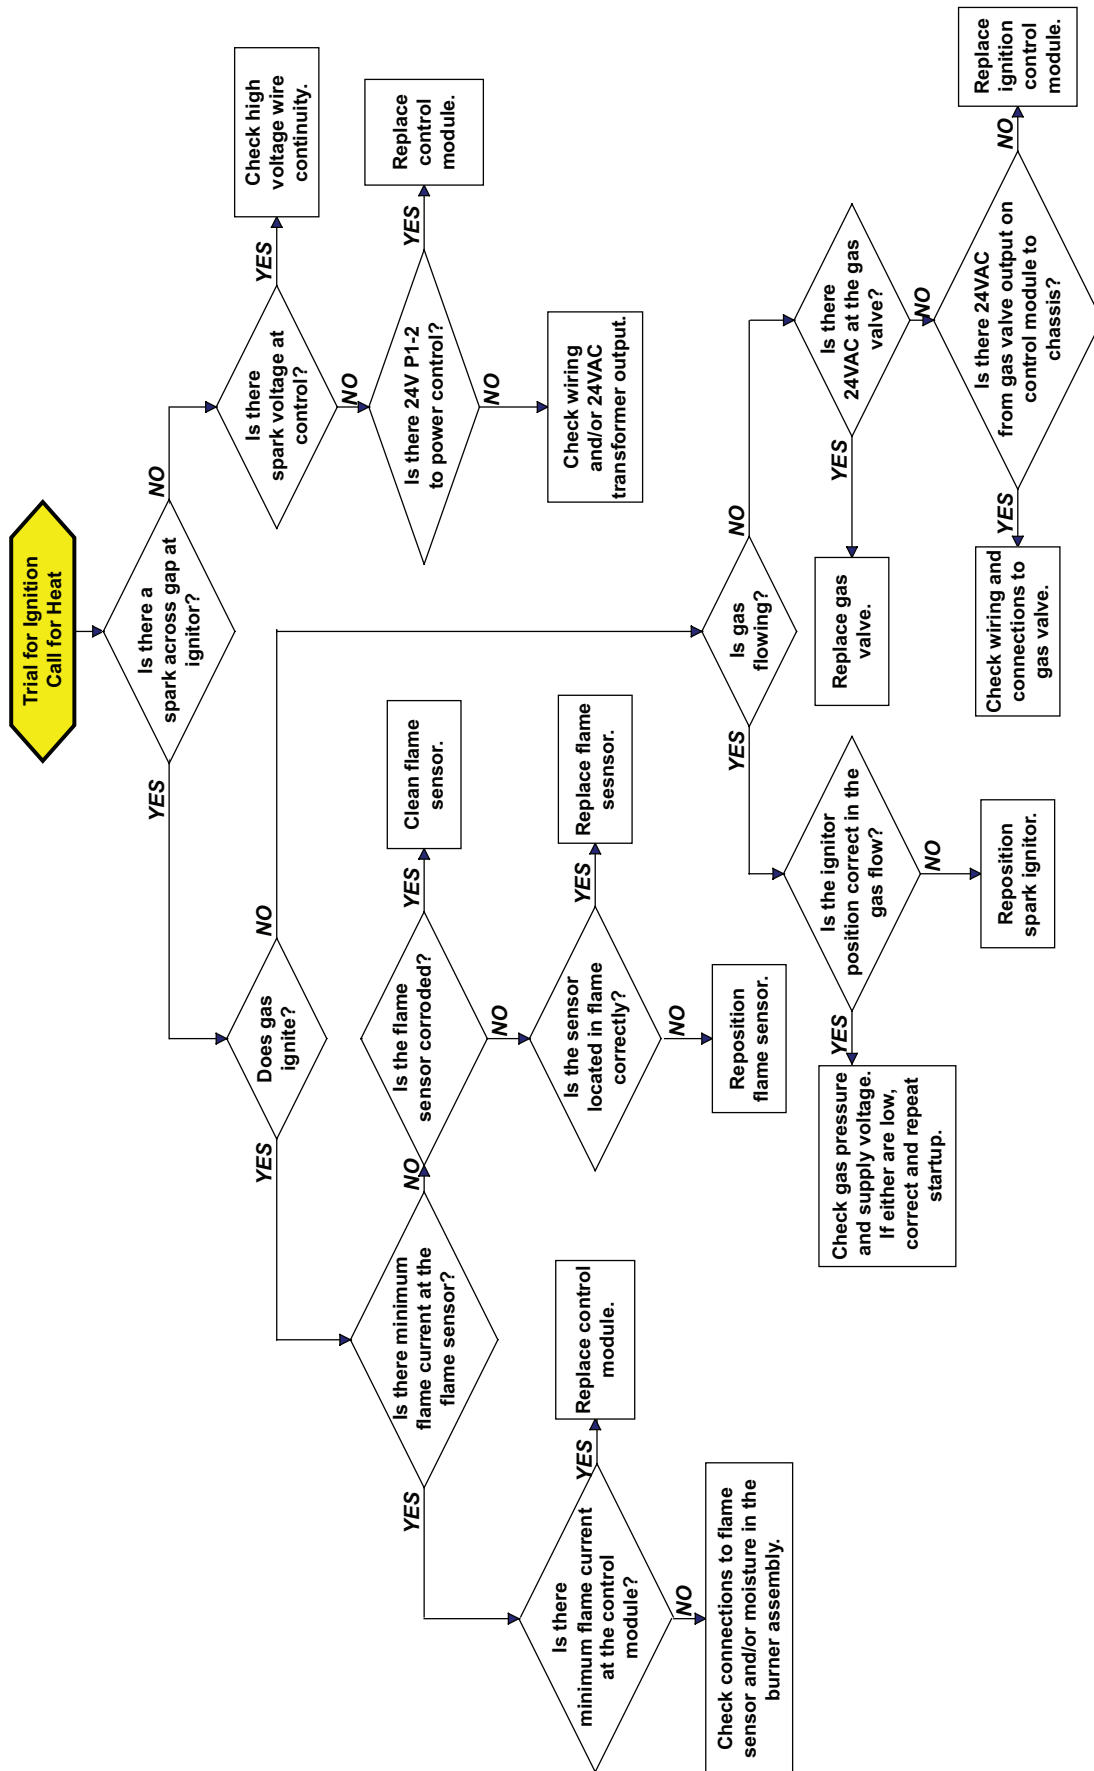 Trial for Ignition
Call for Heat
Is there a
spark across gap at
ignitor?
YES
NO
Does gas
ignite?
YES
NO
Is there
spark voltage at
control?
YES
Check high
voltage wire
continuity.
NO
Is there 24V P1-2
to power control?
YES
Replace
control
module.
NO
Check wiring
and/or 24VAC
transformer output.
Is there minimum
flame current at the
flame sensor?
YES
NO
Is the flame
sensor corroded?
YES
Clean flame
sensor.
NO
Is the sensor
located in flame
correctly?
YES
Replace flame
sesnsor.
NO
Reposition
flame sensor.
Is there
minimum flame current
at the control
module?
YES
Replace control
module.
NO
Check connections to flame
sensor and/or moisture in the
burner assembly.
Is gas
flowing?
YES
NO
Is the ignitor
position correct in the
gas flow?
YES
Check gas pressure
and supply voltage.
If either are low,
correct and repeat
startup.
NO
Reposition
spark ignitor.
Is there
24VAC at the gas
valve?
YES
Replace gas
valve.
NO
Is there 24VAC
from gas valve output on
control module to
chassis?
YES
Check wiring and
connections to
gas valve.
NO
Replace
ignition
control
module.